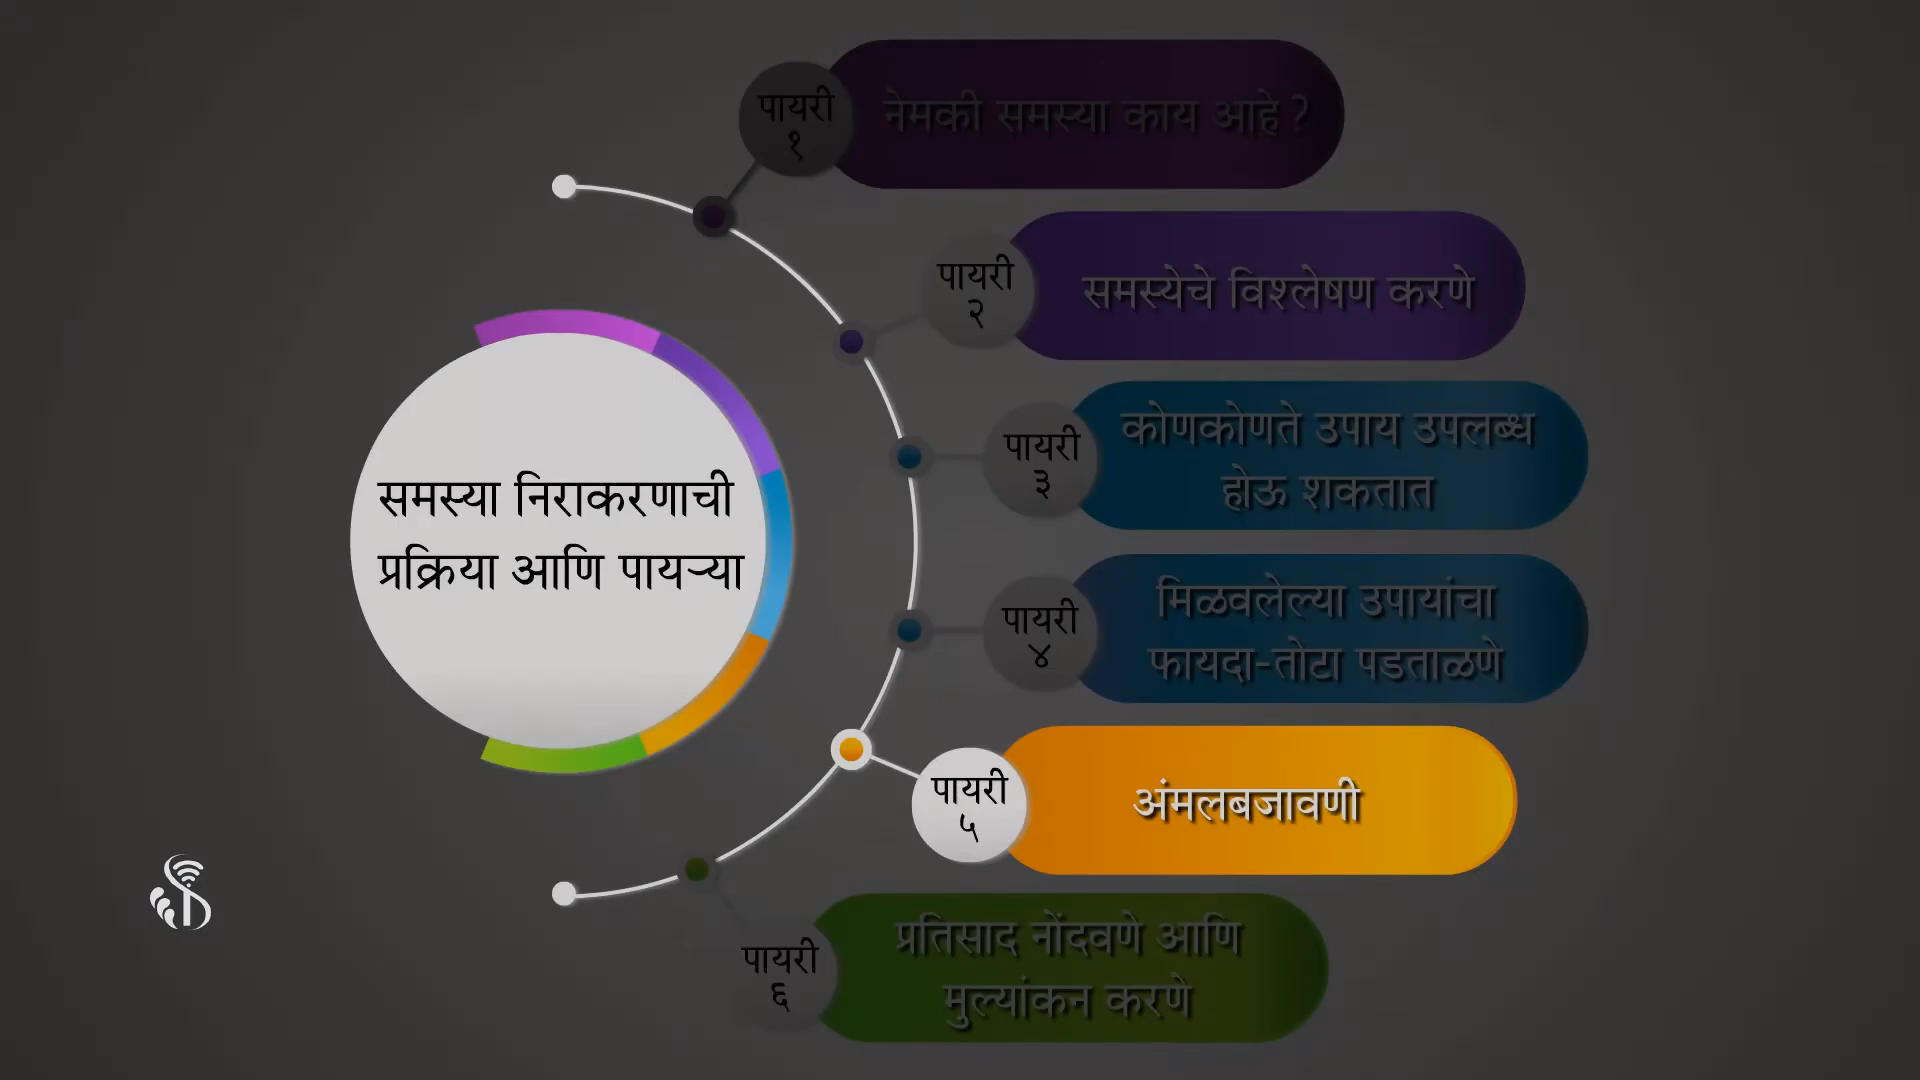 समस्या निराकरणाची
प्रक्रिया आणि पायऱ्या
पायरी
१
नेमकी समस्या काय आहे ?
पायरी
२
समस्येचे विश्लेषण करणे
पायरी
३
कोणकोणते उपाय उपलब्ध
होऊ शकतात
पायरी
४
मिळवलेल्या उपायांचा
फायदा-तोटा पडताळणे
पायरी
५
अंमलबजावणी
पायरी
६
प्रतिसाद नोंदवणे आणि
मुल्यांकन करणे